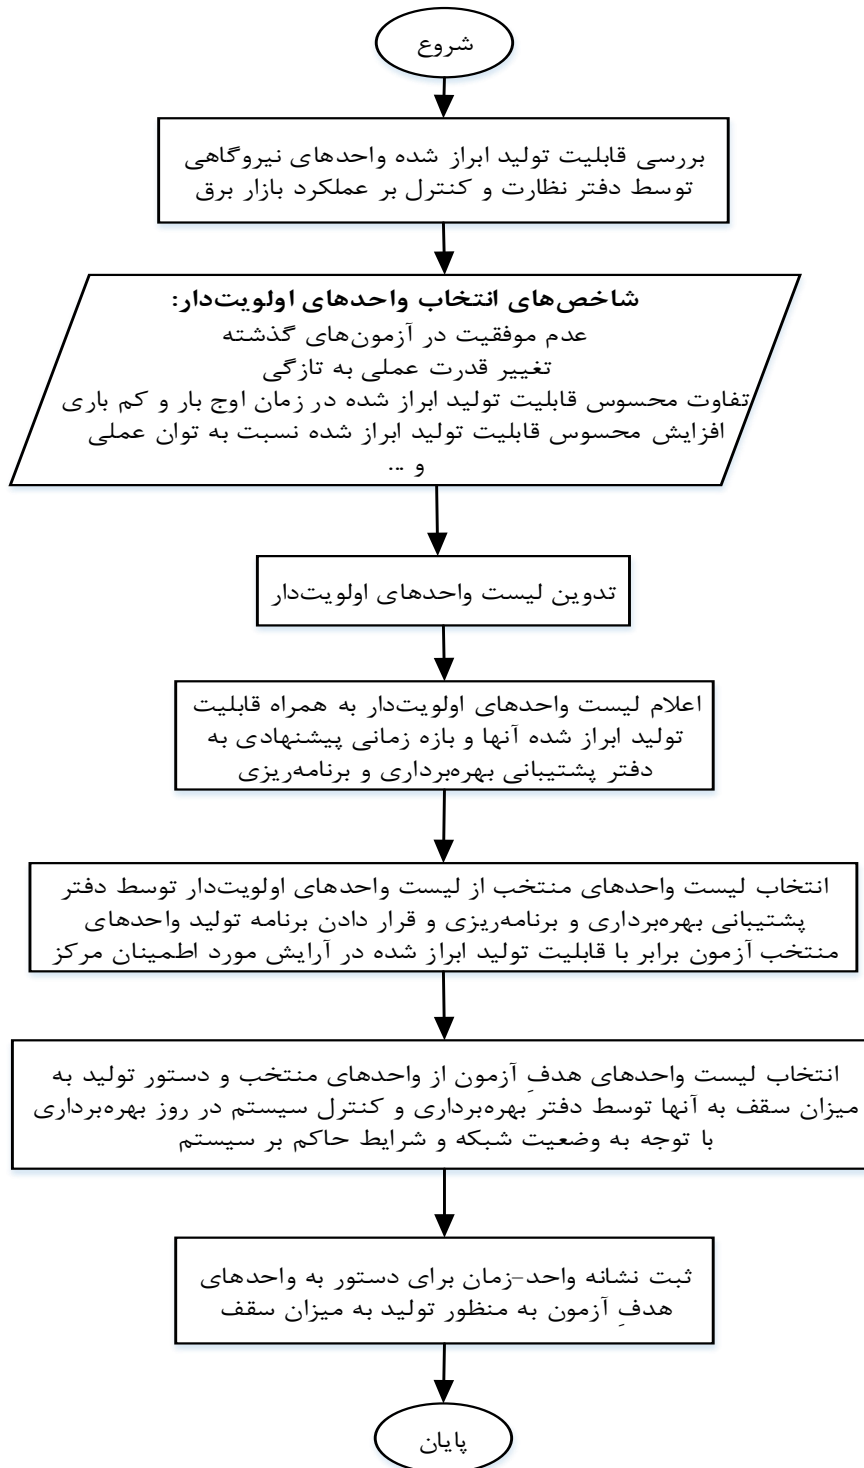 شروع
بررسی قابلیت تولید ابراز شده واحدهای نیروگاهی
توسط دفتر نظارت و کنترل بر عملکرد بازار برق
شاخص‌های انتخاب واحدهای اولویت‌دار:
عدم موفقیت در آزمون‌های گذشته
تغییر قدرت عملی به تازگی
تفاوت محسوس قابلیت تولید ابراز شده در زمان اوج بار و کم باری
افزایش محسوس قابلیت تولید ابراز شده نسبت به توان عملی
و ...
تدوین لیست واحدهای اولویت‌دار
اعلام لیست واحدهای اولویت‌دار به همراه قابلیت
تولید ابراز شده آنها و بازه زمانی پیشنهادی به
دفتر پشتیبانی بهره‌برداری و برنامه‌ریزی
انتخاب لیست واحدهای منتخب از لیست واحدهای اولویت‌دار توسط دفتر
پشتیبانی بهره‌برداری و برنامه‌ریزی و قرار دادن برنامه تولید واحدهای
منتخب آزمون برابر با قابلیت تولید ابراز شده در آرایش مورد اطمینان مرکز
انتخاب لیست واحدهای هدفِ آزمون از واحدهای منتخب و دستور تولید به
میزان سقف به آنها توسط دفتر بهره‌برداری و کنترل سیستم در روز بهره‌برداری
با توجه به وضعیت شبکه و شرایط حاکم بر سیستم
ثبت نشانه واحد-زمان برای دستور به واحدهای
هدفِ آزمون به منظور تولید به میزان سقف
پایان